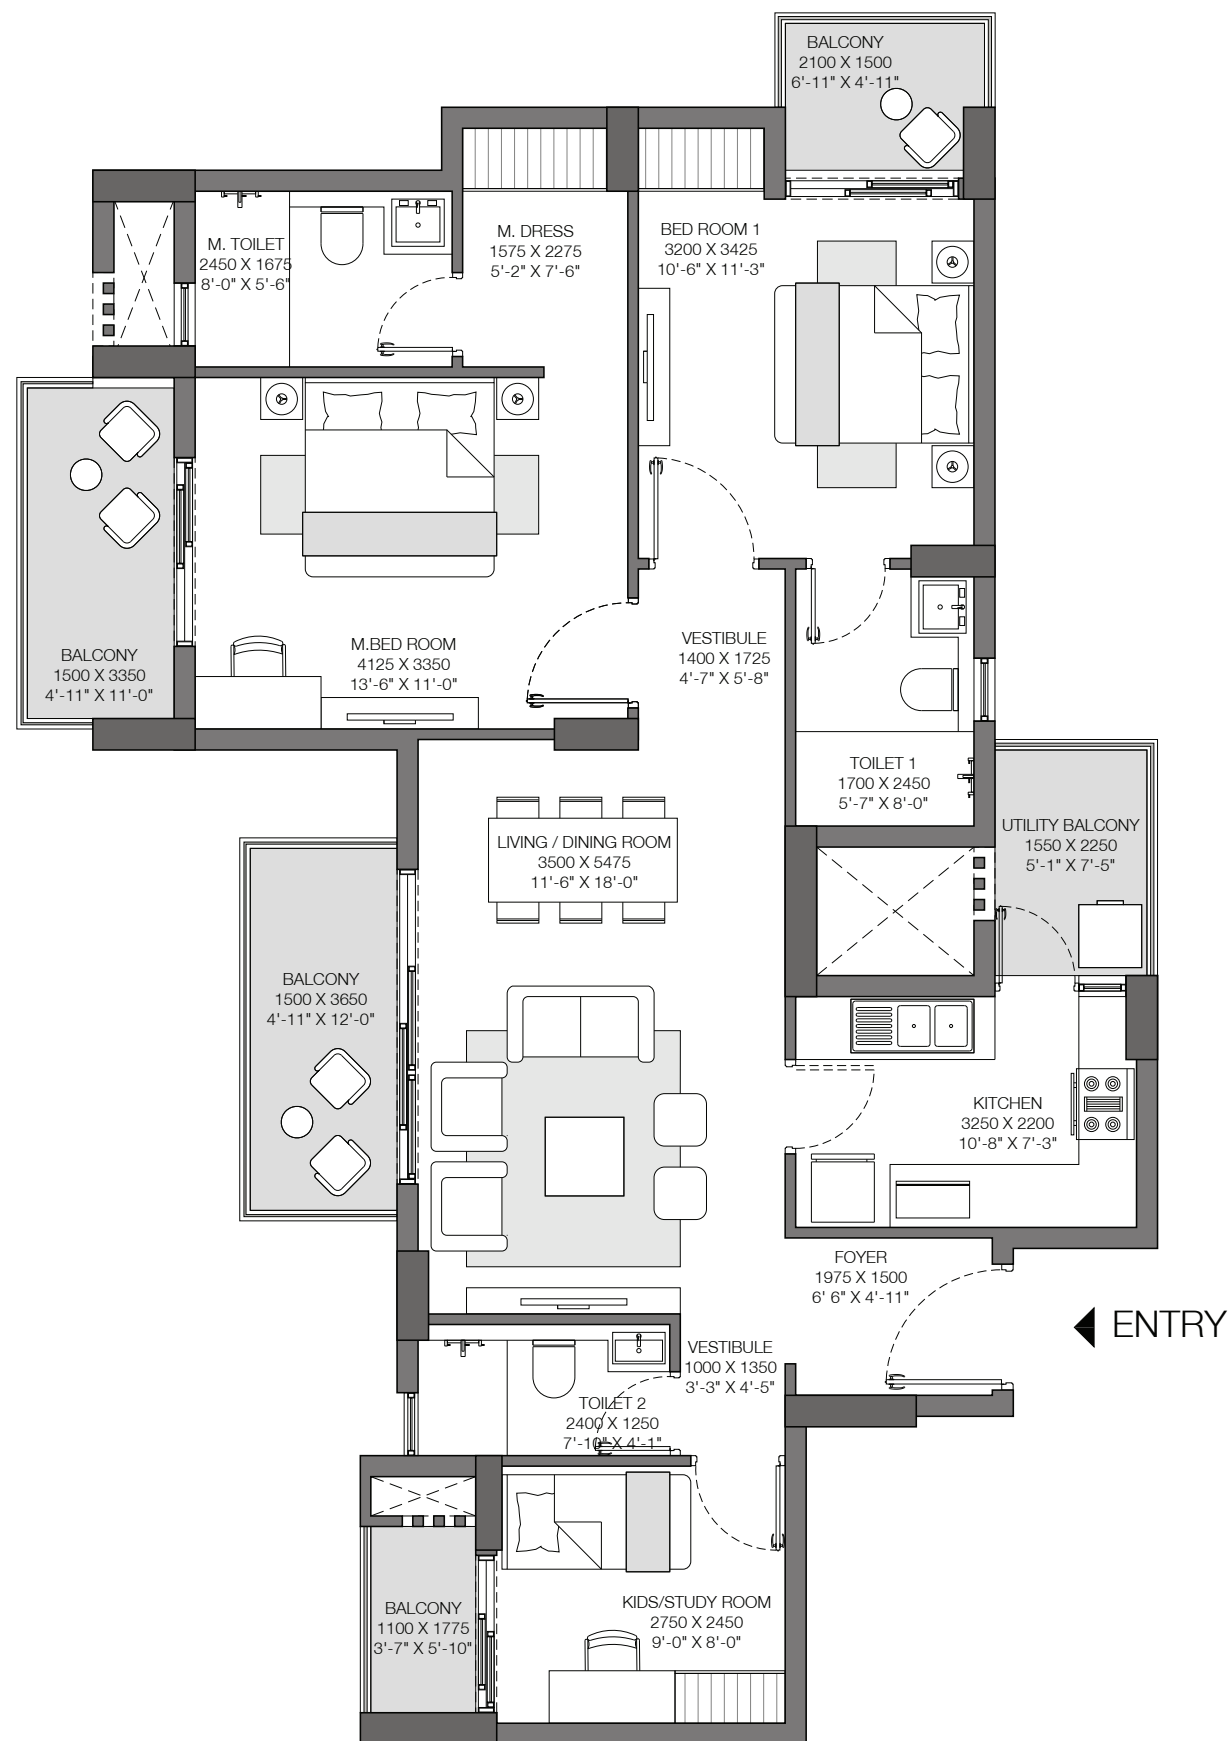 BALCONY
2100 X 1500
6'-11" X 4'-11"
M. TOILET
2450 X 1675
8'-0" X 5'-6"
M. DRESS
1575 X 2275
5'-2" X 7'-6"
BED ROOM 1
3200 X 3425
10'-6" X 11'-3"
BALCONY
1500 X 3350
4'-11" X 11'-0"
M.BED ROOM
4125 X 3350
13'-6" X 11'-0"
VESTIBULE
1400 X 1725
4'-7" X 5'-8"
TOILET 1
1700 X 2450
5'-7" X 8'-0"
LIVING / DINING ROOM
3500 X 5475
11'-6" X 18'-0"
UTILITY BALCONY
1550 X 2250
5'-1" X 7'-5"
BALCONY
1500 X 3650
4'-11" X 12'-0"
KITCHEN
3250 X 2200
10'-8" X 7'-3"
FOYER
1975 X 1500
6' 6" X 4'-11"
ENTRY
VESTIBULE
1000 X 1350
3'-3" X 4'-5"
TOILET 2
2400 X 1250
7'-10" X 4'-1"
BALCONY
1100 X 1775
3'-7" X 5'-10"
KIDS/STUDY ROOM
2750 X 2450
9'-0" X 8'-0"